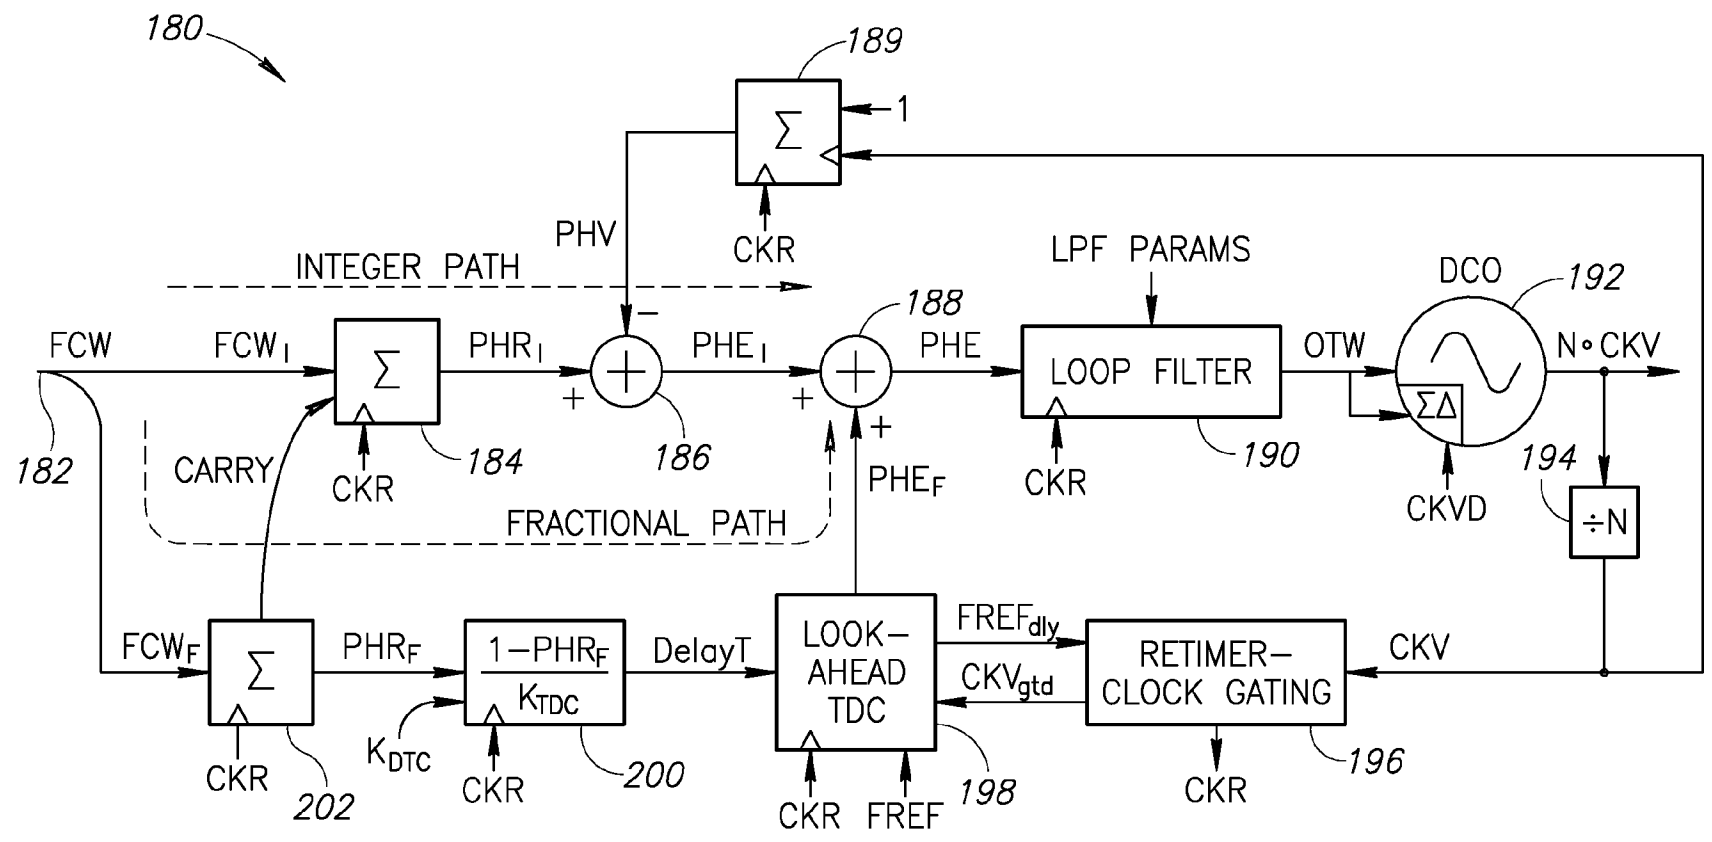 180
189
Σ
1
CKR
PHV
INTEGER PATH
LPF PARAMS
DCO
192
188
FCW
FCW_I
Σ
PHR_I
+
-
+
PHE_I
+
+
+
PHE
LOOP FILTER
OTW
ΣΔ
N•CKV
182
CARRY
CKR
184
186
PHE_F
CKR
190
CKVD
194
÷N
FRACTIONAL PATH
FCW_F
Σ
PHR_F
1-PHR_F
K_TDC
DelayT
LOOK-
AHEAD
TDC
FREF_dly
CKV_gtd
RETIMER-
CLOCK GATING
CKV
K_DTC
CKR
202
CKR
200
CKR
FREF
198
CKR
196